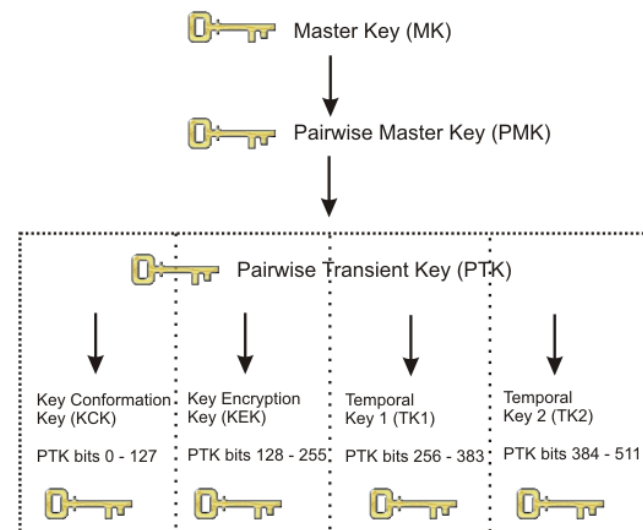 Master Key (MK)
Pairwise Master Key (PMK)
Pairwise Transient Key (PTK)
Key Conformation
Key (KCK)
PTK bits 0 - 127
Key Encryption
Key (KEK)
PTK bits 128 - 255
Temporal
Key 1 (TK1)
PTK bits 256 - 383
Temporal
Key 2 (TK2)
PTK bits 384 - 511